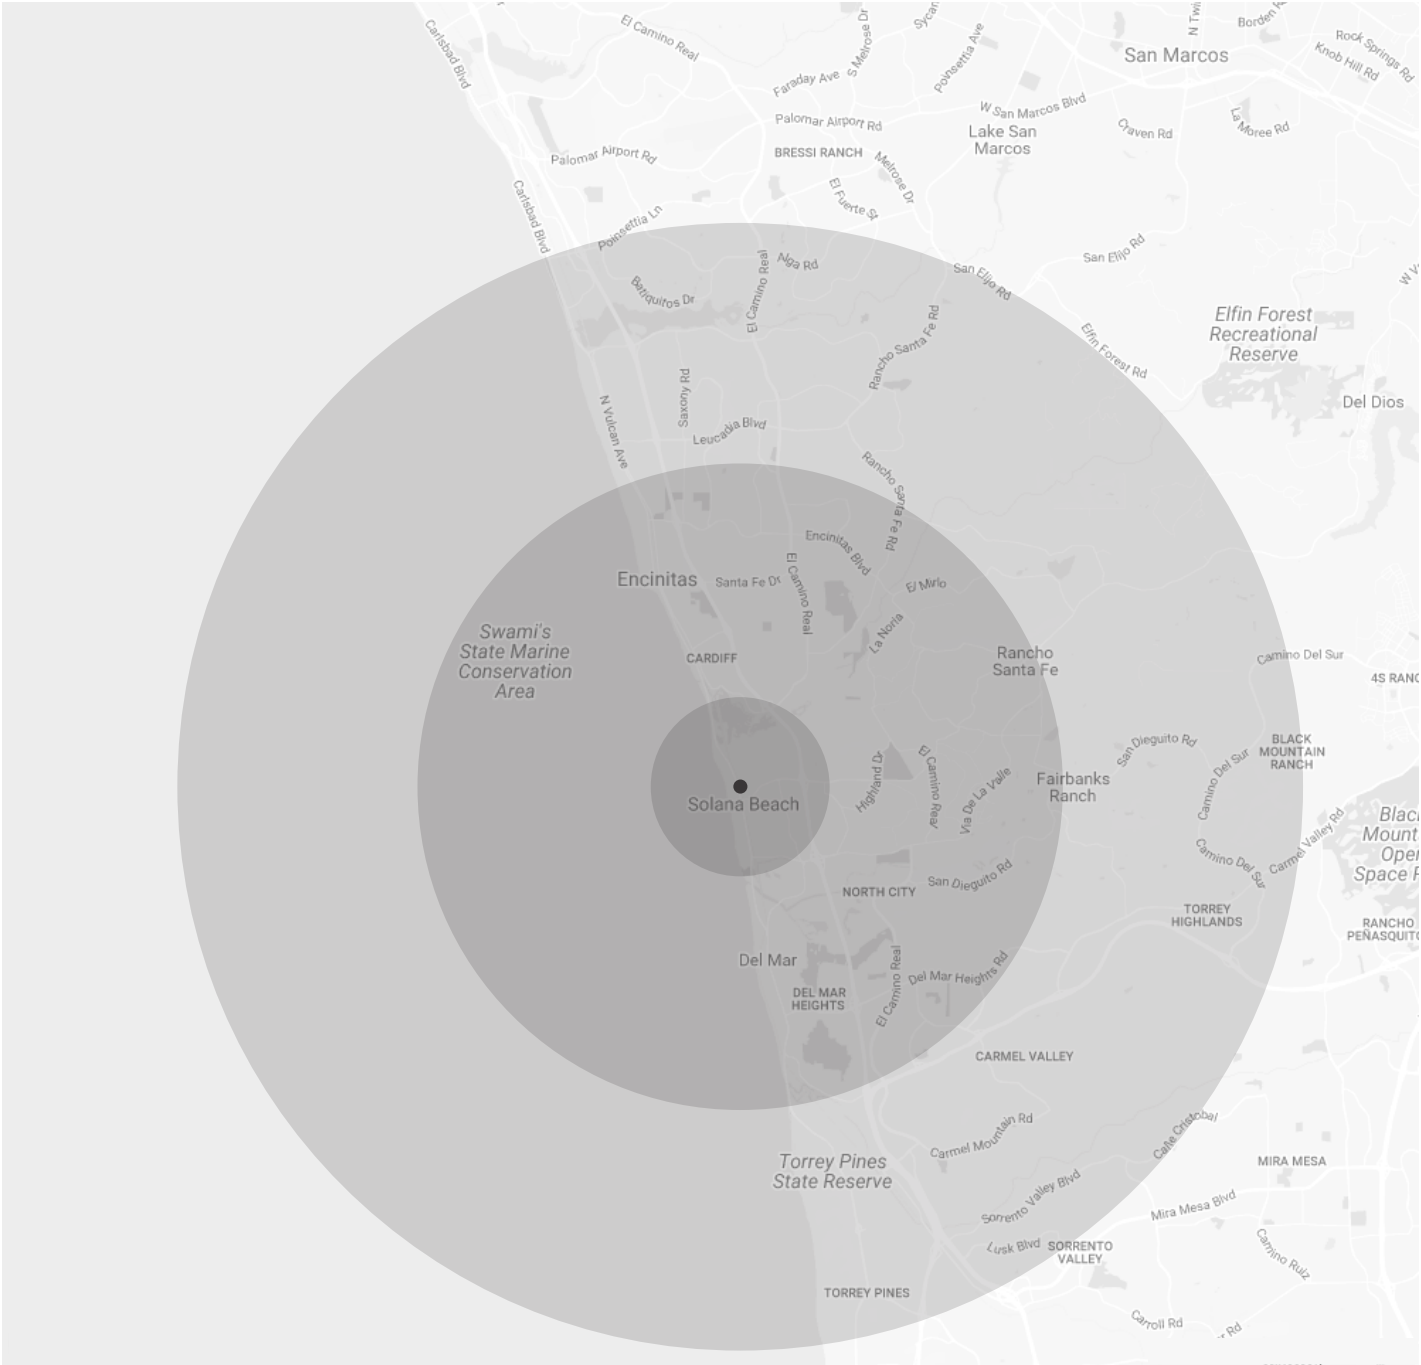 Carlsbad Blvd
El Camino Real
S Melrose Dr
Poinsettia Ave
N Twi
Borden R
Rock Springs Rd
Knob Hill Rd
San Marcos
Faraday Ave
W San Marcos Blvd
Palomar Airport Rd
Lake San
Marcos
Craven Rd
La Moree Rd
Palomar Airport Rd
BRESSI RANCH
Melrose Dr
El Fuerte St
Carlsbad Blvd
Poinsettia Ln
San Elijo Rd
El Camino Real
Nga Rd
San Elijo Rd
Batiquitos Dr
Rancho Santa Fe Rd
Elfin Forest
Recreational
Reserve
Elfin Forest Rd
Del Dios
N Vulcan Ave
Saxony Rd
Leucadia Blvd
Rancho Santa Fe Rd
Encinitas Blvd
Encinitas
Santa Fe Dr
El Camino Real
El Mirlo
La Noria
Swami's
State Marine
Conservation
Area
CARDIFF
Rancho
Santa Fe
Camino Del Sur
4S RANC
San Dieguito Rd
BLACK
MOUNTAIN
RANCH
Highland Dr
El Camino Real
Via De La Valle
Fairbanks
Ranch
Camino Del Sur
Solana Beach
Carmel Valley Rd
Blac
Mount
Oper
Space P
Camino Del Sur
San Dieguito Rd
NORTH CITY
TORREY
HIGHLANDS
RANCHO
PEÑASQUITO
Del Mar
El Camino Real
Del Mar Heights Rd
DEL MAR
HEIGHTS
CARMEL VALLEY
Carmel Mountain Rd
Calle Cristobal
Torrey Pines
State Reserve
MIRA MESA
Sorrento Valley Blvd
Mira Mesa Blvd
Lusk Blvd
SORRENTO
VALLEY
Camino Ruiz
TORREY PINES
Carroll Rd
r Rd